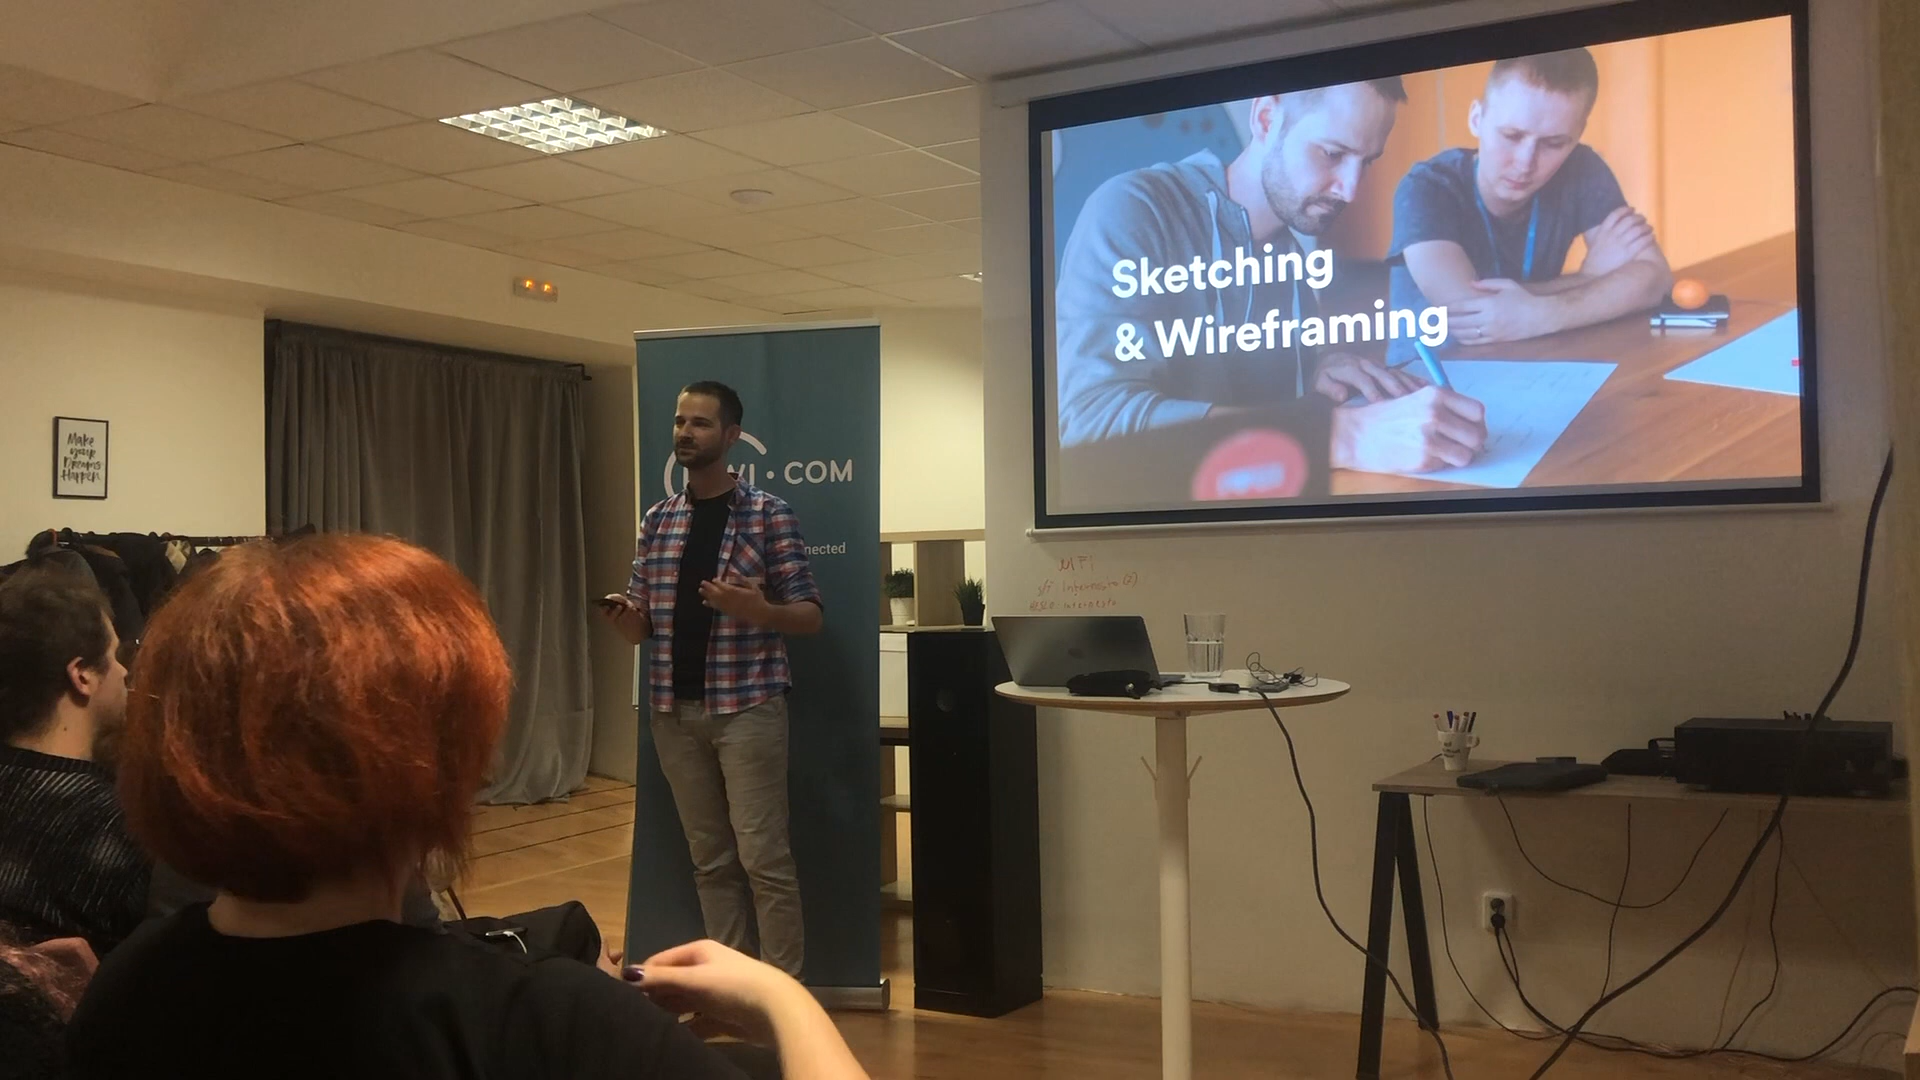 Sketching
& Wireframing
· COM
nected
Make
your
Dreams
Happen